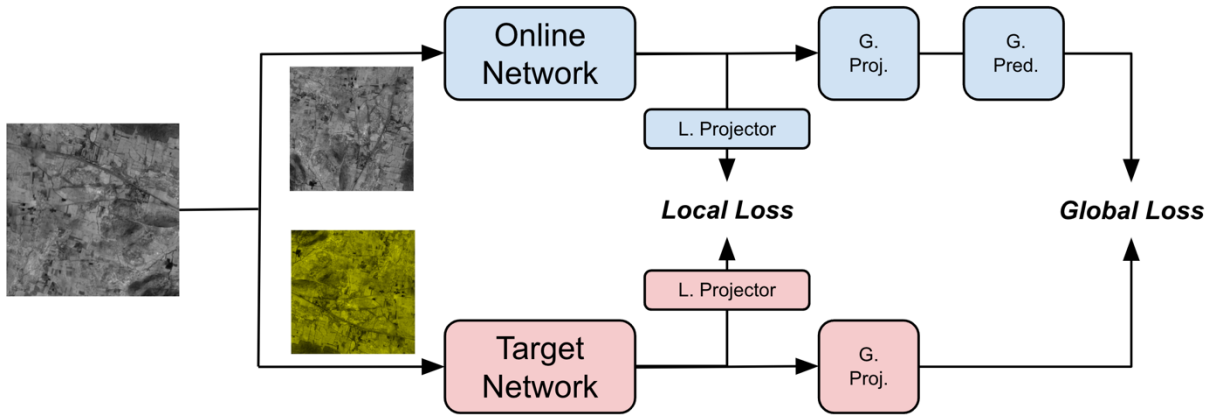 Online
Network
G.
Proj.
G.
Pred.
L. Projector
Local Loss
Global Loss
L. Projector
Target
Network
G.
Proj.